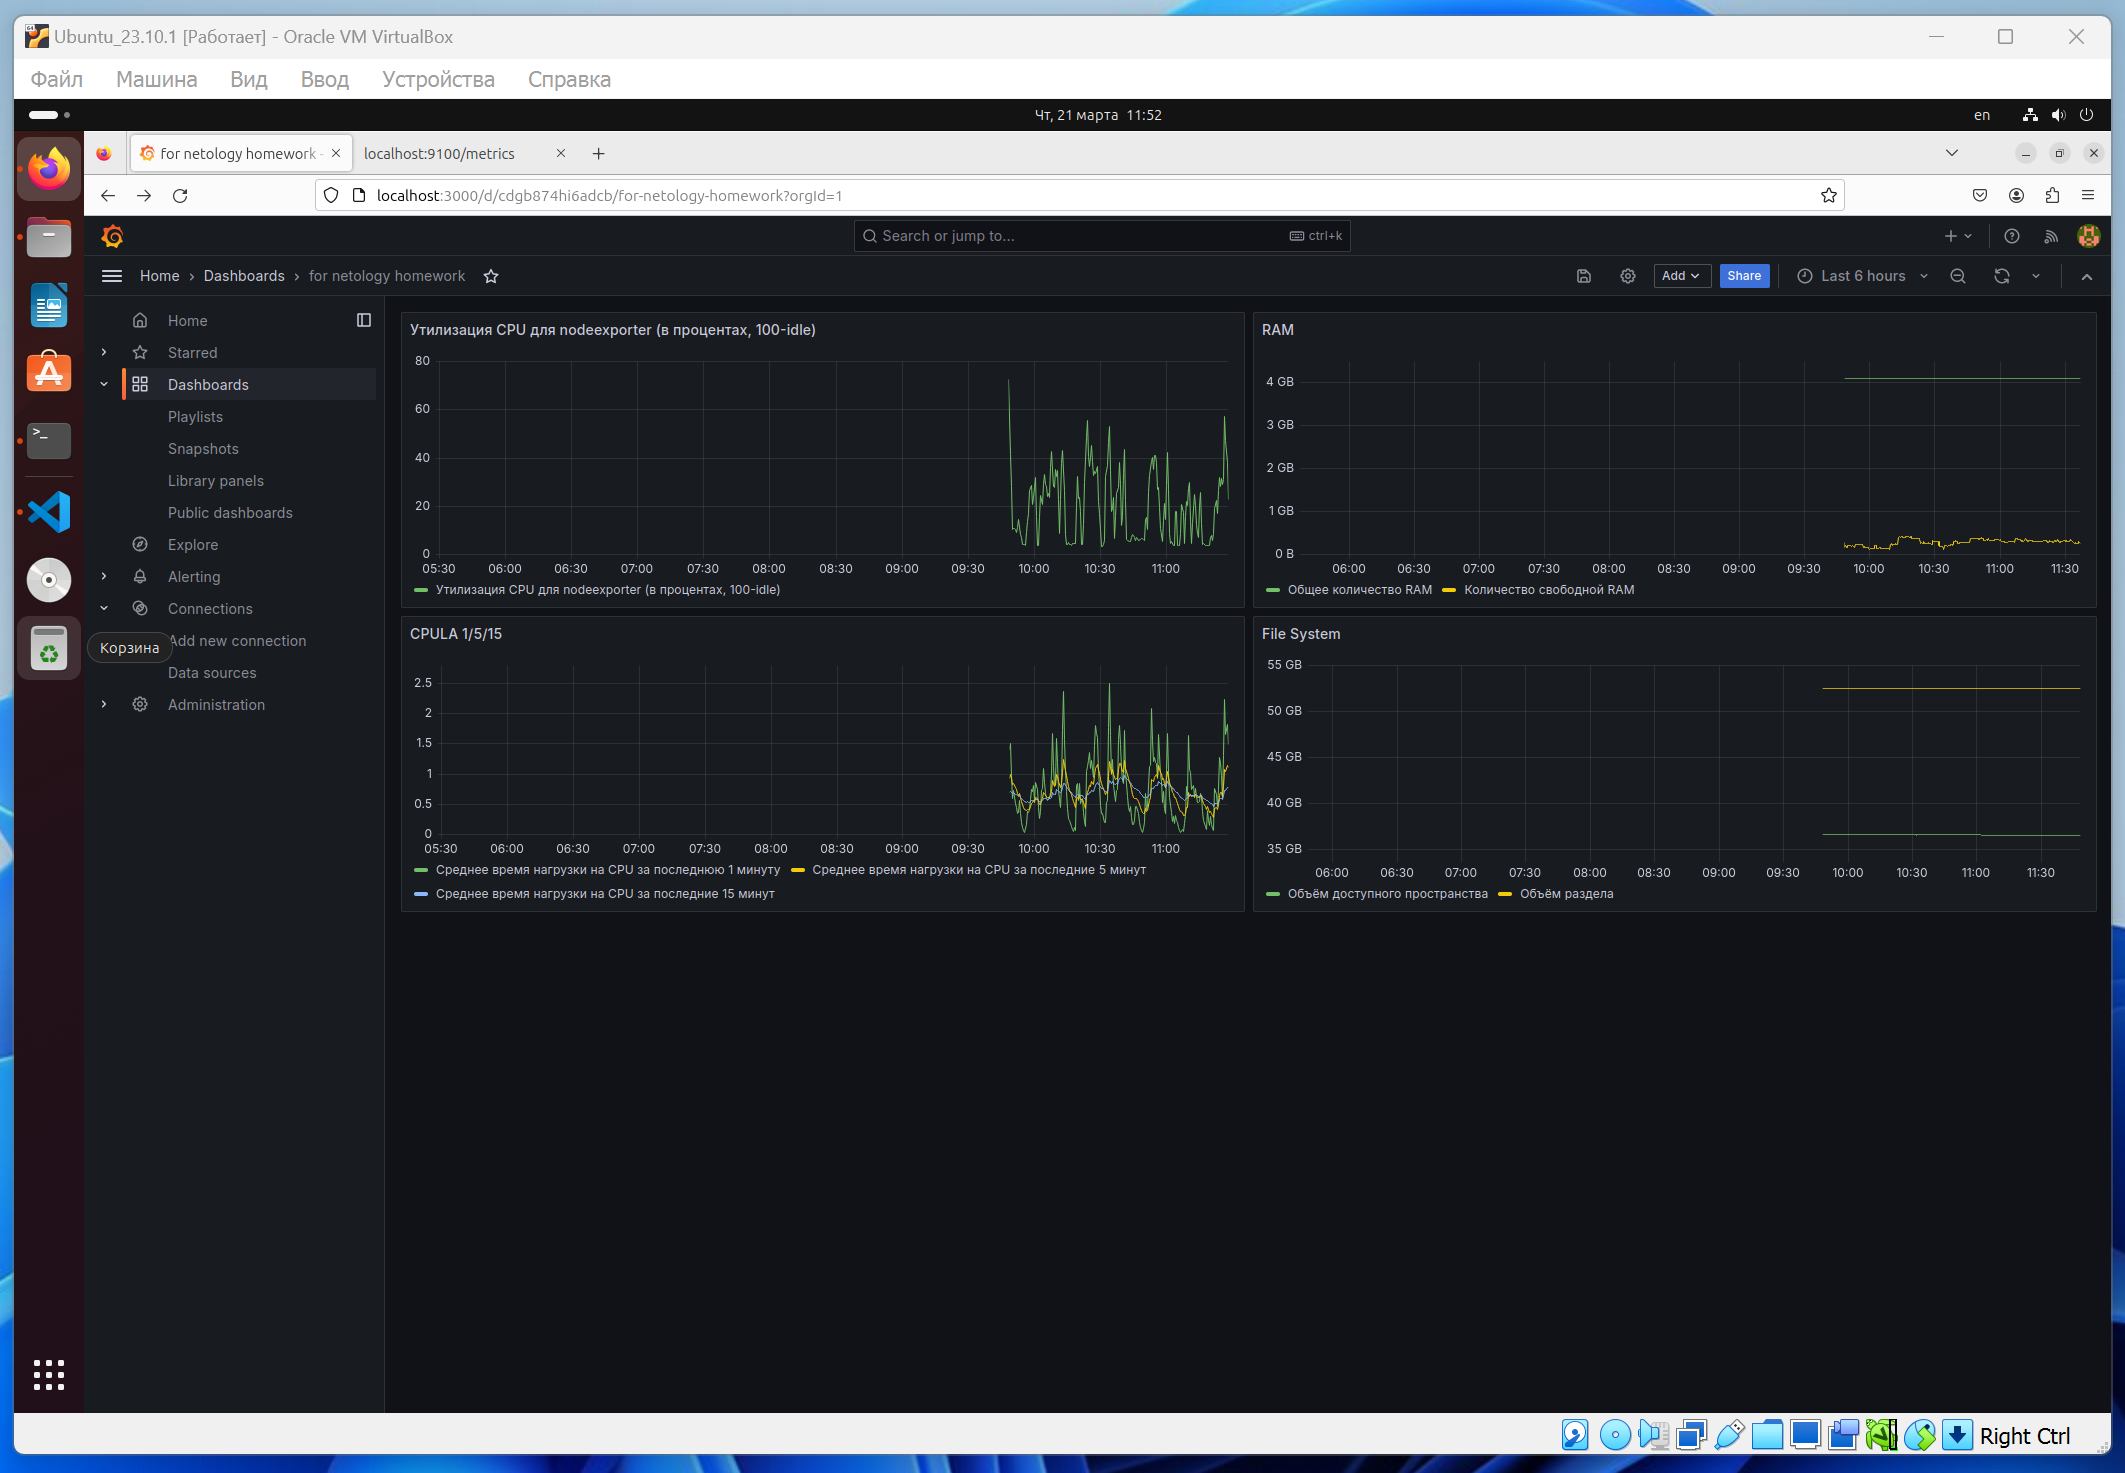 Ubuntu_23.10.1 [Работает] - Oracle VM VirtualBox
Файл Машина Вид Ввод Устройства Справка
Чт, 21 марта 11:52
en
for netology homework -
localhost:9100/metrics
localhost:3000/d/cdgb874hi6adcb/for-netology-homework?orgId=1
Search or jump to...
ctrl+k
Home › Dashboards › for netology homework
Add
Share
Last 6 hours
Home
Starred
Dashboards
Playlists
Snapshots
Library panels
Public dashboards
Explore
Alerting
Connections
Add new connection
Корзина
Data sources
Administration
Утилизация CPU для nodeexporter (в процентах, 100-idle)
80
60
40
20
0
05:30 06:00 06:30 07:00 07:30 08:00 08:30 09:00 09:30 10:00 10:30 11:00
Утилизация CPU для nodeexporter (в процентах, 100-idle)
RAM
4 GB
3 GB
2 GB
1 GB
0 B
06:00 06:30 07:00 07:30 08:00 08:30 09:00 09:30 10:00 10:30 11:00 11:30
Общее количество RAM Количество свободной RAM
CPULA 1/5/15
2.5
2
1.5
1
0.5
0
05:30 06:00 06:30 07:00 07:30 08:00 08:30 09:00 09:30 10:00 10:30 11:00
Среднее время нагрузки на CPU за последнюю 1 минуту Среднее время нагрузки на CPU за последние 5 минут
Среднее время нагрузки на CPU за последние 15 минут
File System
55 GB
50 GB
45 GB
40 GB
35 GB
06:00 06:30 07:00 07:30 08:00 08:30 09:00 09:30 10:00 10:30 11:00 11:30
Объём доступного пространства Объём раздела
Right Ctrl